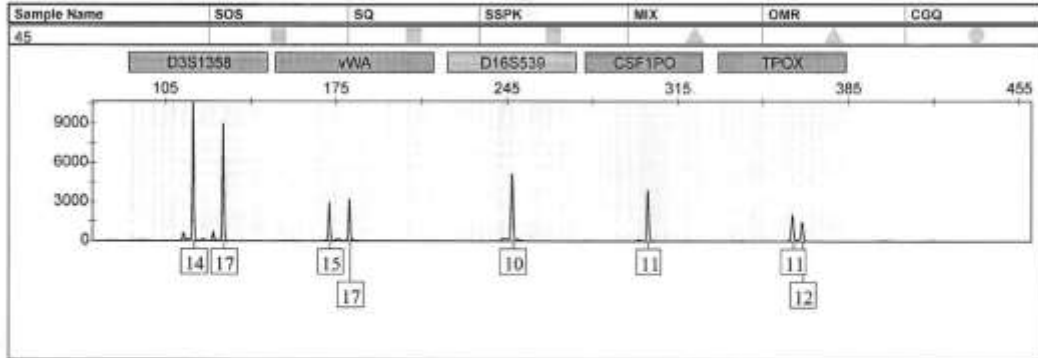 Sample Name SOS SQ SSPK MIX OMR CGQ
45
D3S1358 vWA D16S539 CSF1PO TPOX
105 175 245 315 385 455
9000
6000
3000
0
14 17 15 10 11 11
17 12